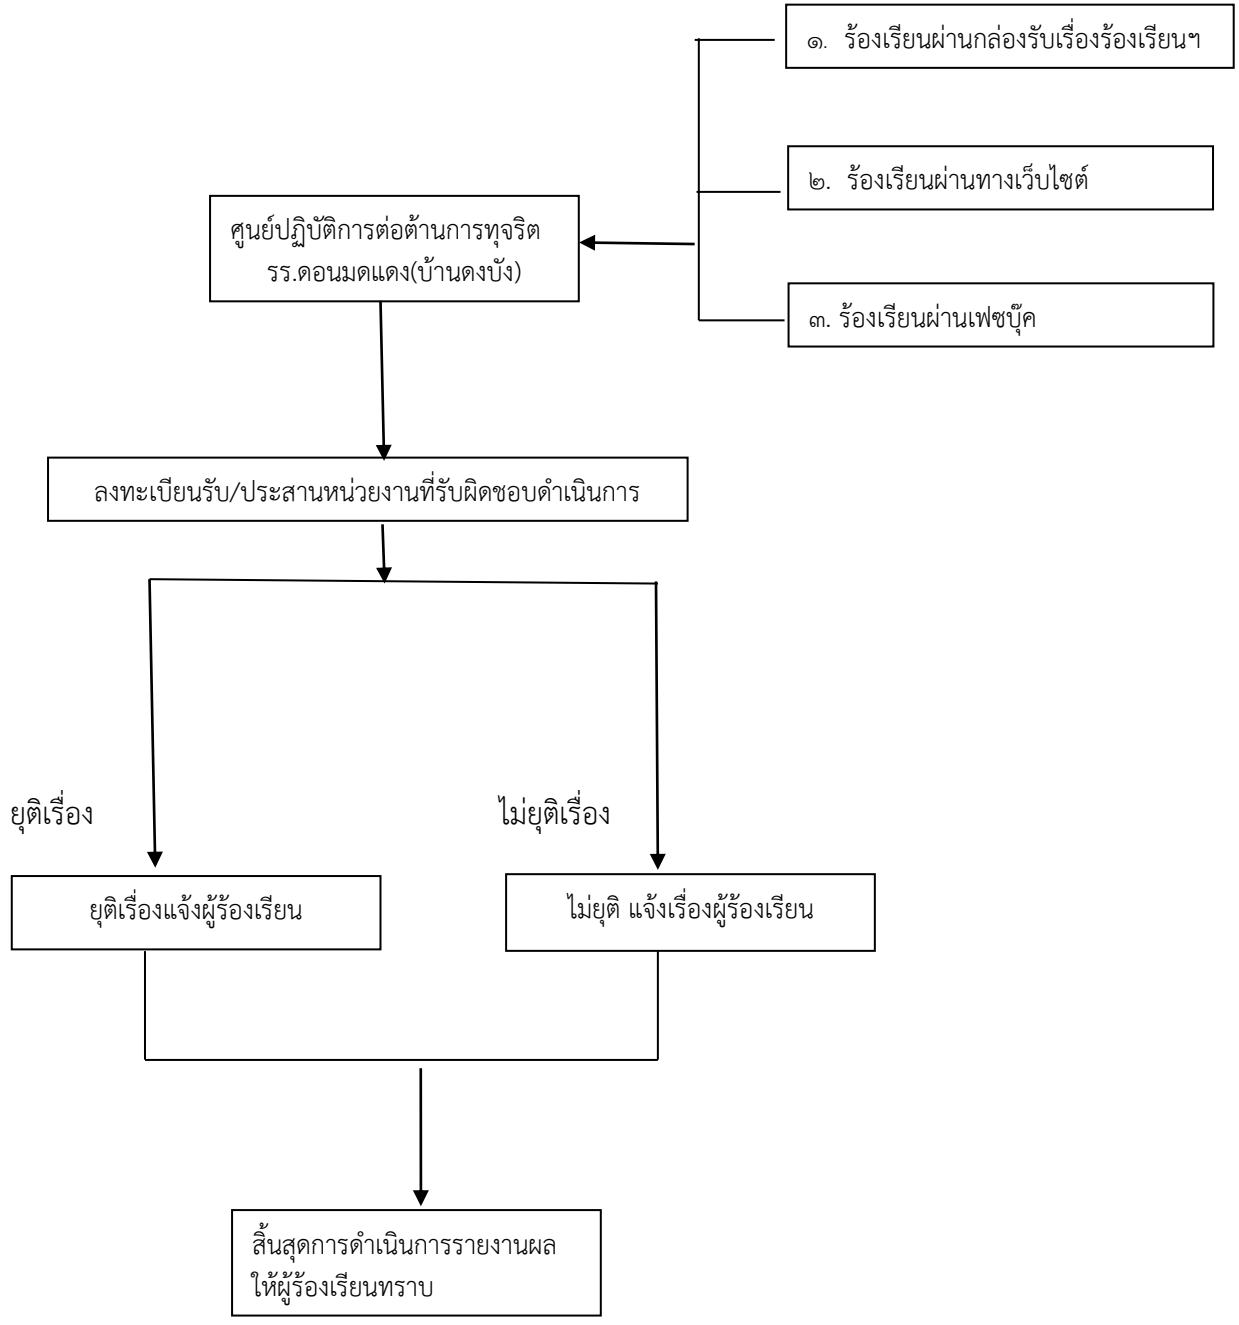 ๑. ร้องเรียนผ่านกล่องรับเรื่องร้องเรียนฯ
๒. ร้องเรียนผ่านทางเว็บไซต์
ศูนย์ปฏิบัติการต่อต้านการทุจริต
รร.ดอนมดแดง(บ้านดงบัง)
๓. ร้องเรียนผ่านเฟซบุ๊ค
ลงทะเบียนรับ/ประสานหน่วยงานที่รับผิดชอบดำเนินการ
ยุติเรื่อง
ไม่ยุติเรื่อง
ยุติเรื่องแจ้งผู้ร้องเรียน
ไม่ยุติ แจ้งเรื่องผู้ร้องเรียน
สิ้นสุดการดำเนินการรายงานผล
ให้ผู้ร้องเรียนทราบ